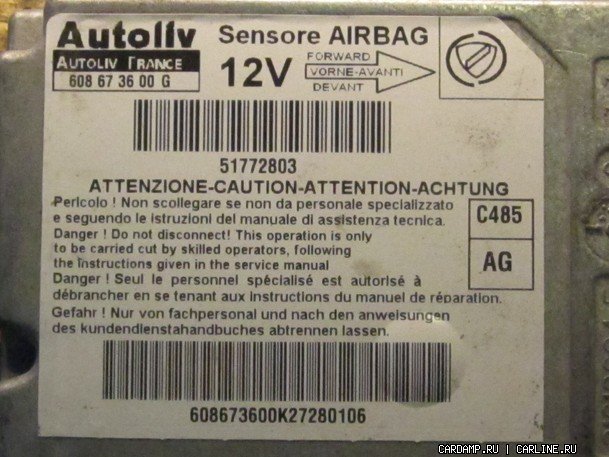 Autoliv
AUTOLIV FRANCE
608 67 36 00 G
Sensore AIRBAG
12V
FORWARD
VORNE-AVANTI
DEVANT
51772803
ATTENZIONE-CAUTION-ATTENTION-ACHTUNG
Pericolo ! Non scollegare se non da personale specializzato
e seguendo le istruzioni del manuale di assistenza tecnica.
Danger ! Do not disconnect! This operation is only
to be carried cut by skilled operators, following
the instructions given in the service manual
Danger ! Seul le personnel spécialisé est autorisé à
débrancher en se tenant aux instructions du manuel de réparation.
Gefahr ! Nur von fachpersonal und nach den anweisungen
des kundendienstahandbuches abtrennen lassen.
C485
AG
608673600K27280106
CARDAMP.RU | CARLINE.RU